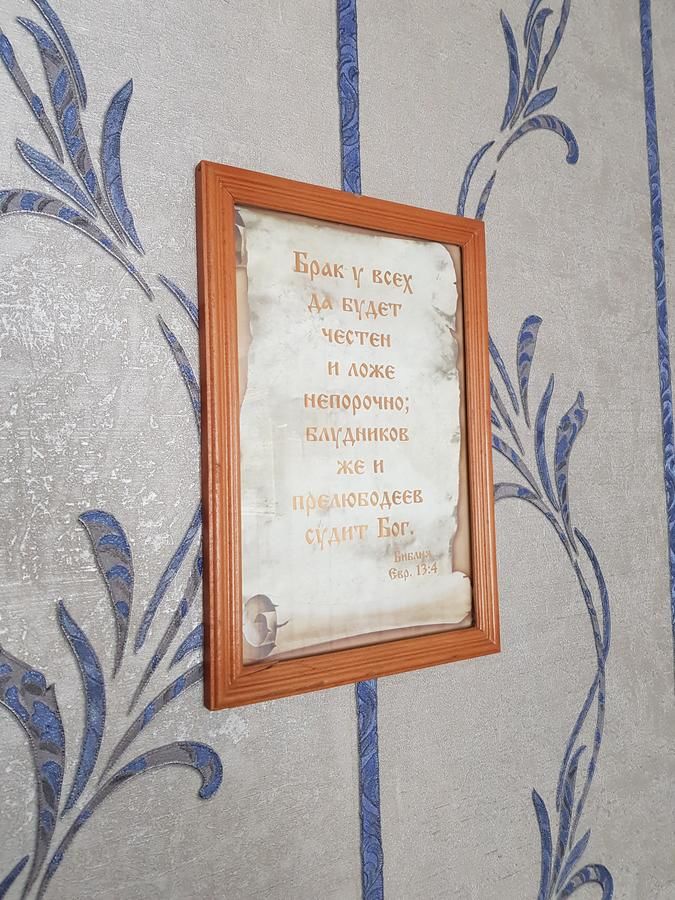 Брак у всех
да будет
честен
и ложе
непорочно;
блудников
же и
прелюбодеев
судит Бог.
Библия
Евр. 13:4